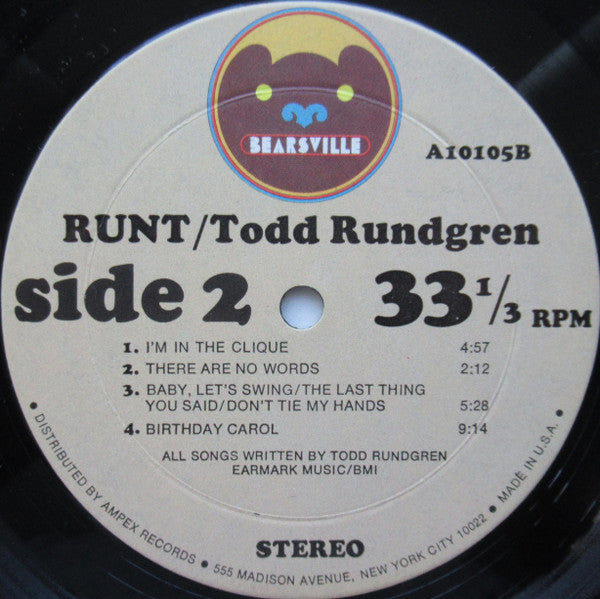 BEARSVILLE
A10105B
RUNT/Todd Rundgren
side 2 33 1/3 RPM
1. I'M IN THE CLIQUE 4:57
2. THERE ARE NO WORDS 2:12
3. BABY, LET'S SWING/THE LAST THING
YOU SAID/DON'T TIE MY HANDS 5:28
4. BIRTHDAY CAROL 9:14
ALL SONGS WRITTEN BY TODD RUNDGREN
EARMARK MUSIC/BMI
STEREO
• DISTRIBUTED BY AMPEX RECORDS • 555 MADISON AVENUE, NEW YORK CITY 10022 • MADE IN U.S.A. •